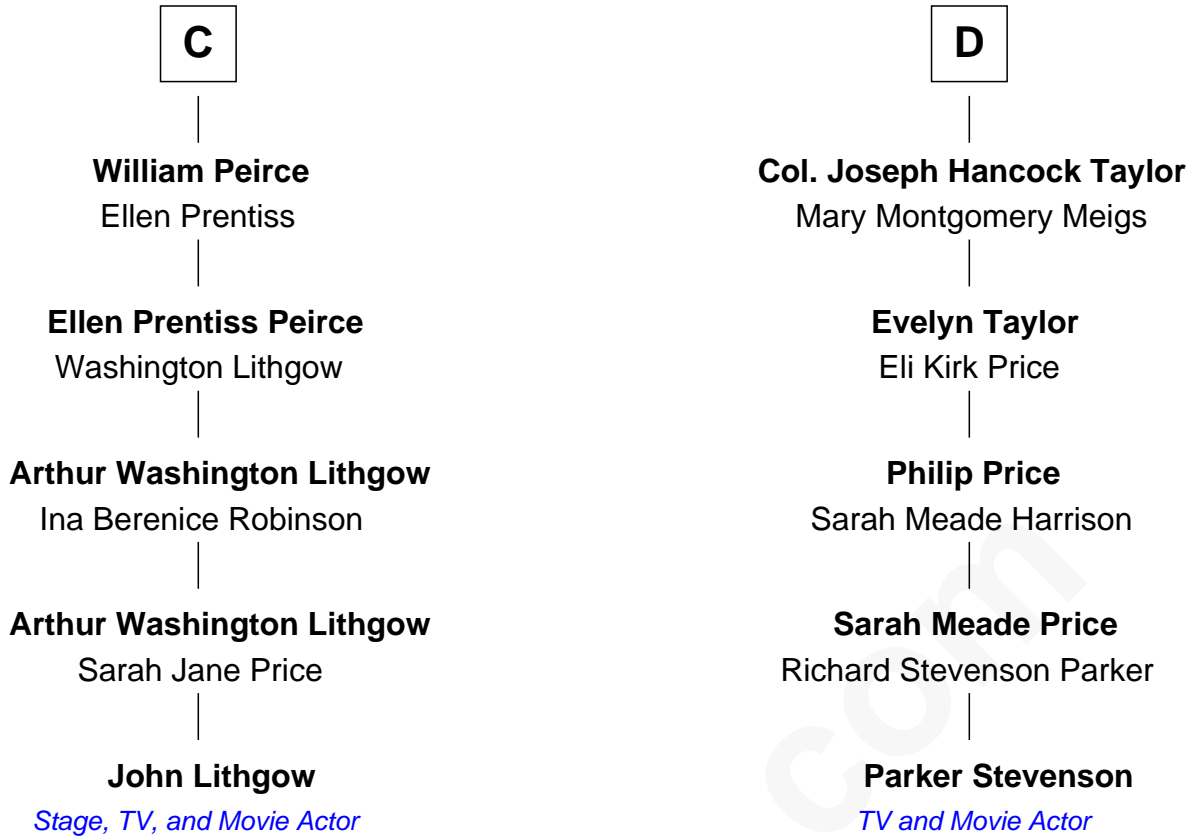 C
William Peirce
Ellen Prentiss
Ellen Prentiss Peirce
Washington Lithgow
Arthur Washington Lithgow
Ina Berenice Robinson
Arthur Washington Lithgow
Sarah Jane Price
John Lithgow
Stage, TV, and Movie Actor
D
Col. Joseph Hancock Taylor
Mary Montgomery Meigs
Evelyn Taylor
Eli Kirk Price
Philip Price
Sarah Meade Harrison
Sarah Meade Price
Richard Stevenson Parker
Parker Stevenson
TV and Movie Actor
com